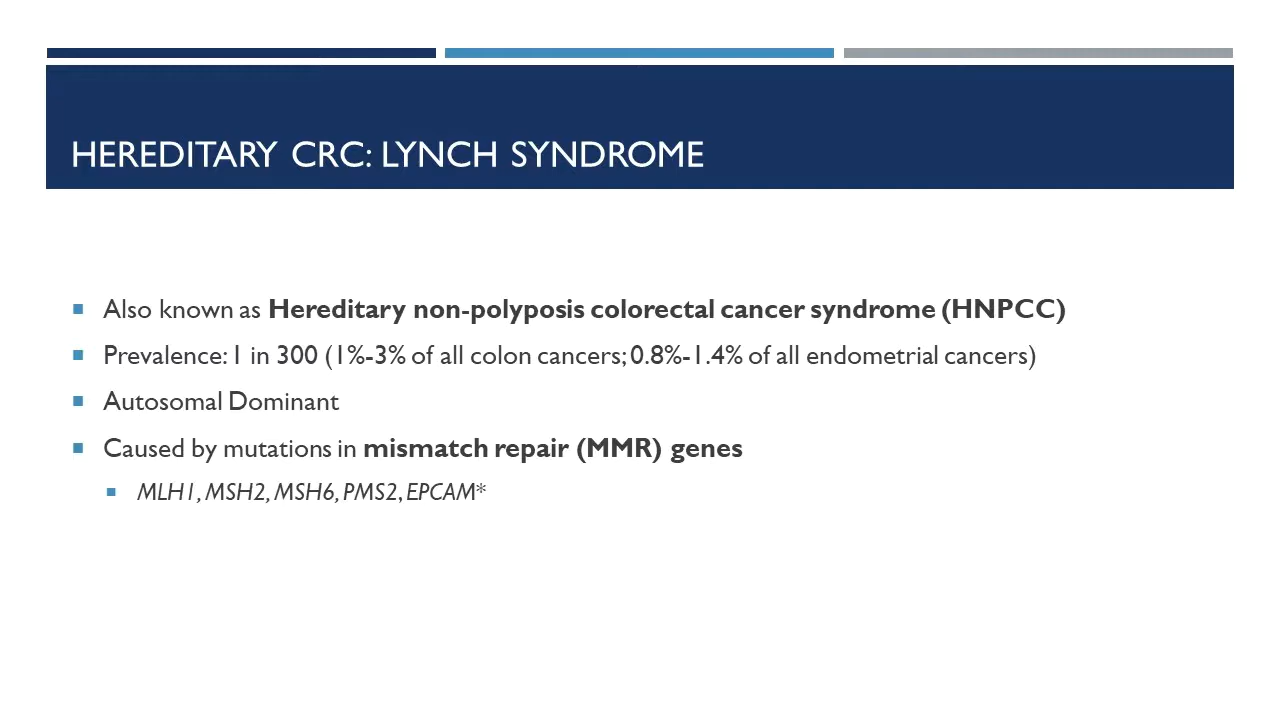 HEREDITARY CRC: LYNCH SYNDROME
Also known as Hereditary non-polyposis colorectal cancer syndrome (HNPCC)
Prevalence: 1 in 300 (1%-3% of all colon cancers; 0.8%-1.4% of all endometrial cancers)
Autosomal Dominant
Caused by mutations in mismatch repair (MMR) genes
MLH1, MSH2, MSH6, PMS2, EPCAM*